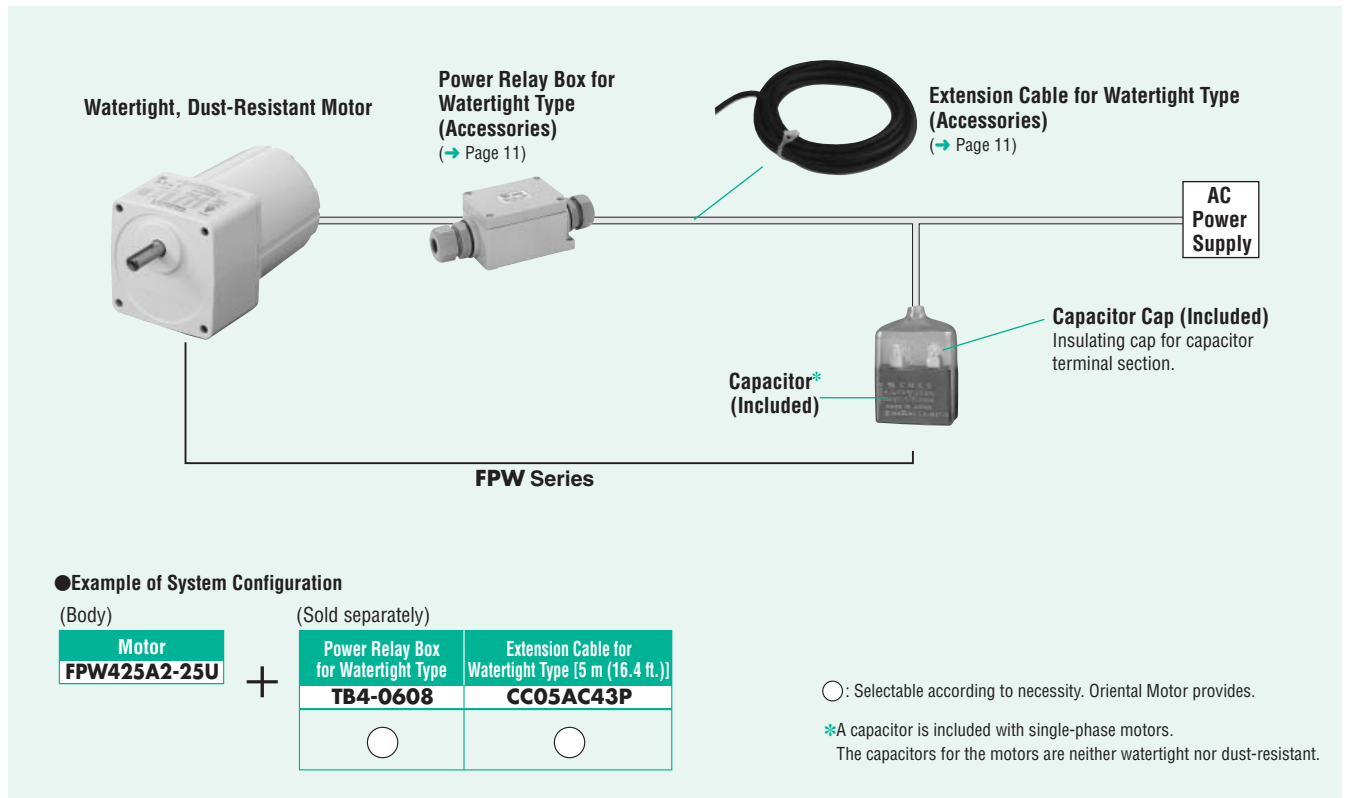 Watertight, Dust-Resistant Motor
Power Relay Box for
Watertight Type
(Accessories)
(➜ Page 11)
Extension Cable for Watertight Type
(Accessories)
(➜ Page 11)
AC
Power
Supply
Capacitor Cap (Included)
Insulating cap for capacitor
terminal section.
Capacitor*
(Included)
FPW Series
●Example of System Configuration
(Body)
(Sold separately)
Motor
FPW425A2-25U
+
Power Relay Box
for Watertight Type
Extension Cable for
Watertight Type [5 m (16.4 ft.)]
TB4-0608
CC05AC43P
○
○
○: Selectable according to necessity. Oriental Motor provides.
*A capacitor is included with single-phase motors.
The capacitors for the motors are neither watertight nor dust-resistant.